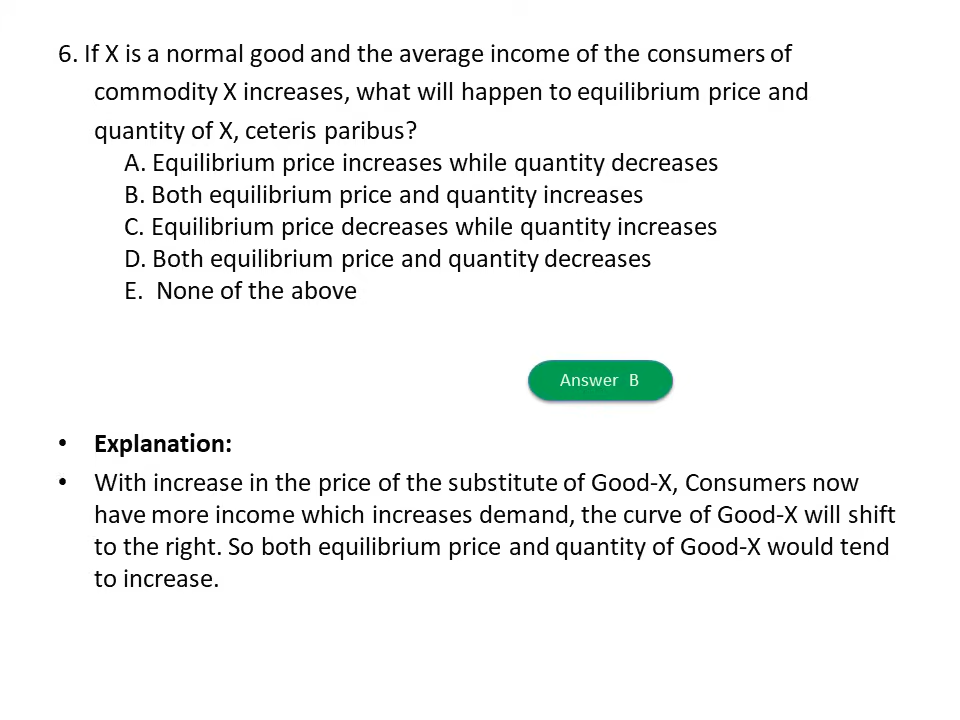 6. If X is a normal good and the average income of the consumers of
commodity X increases, what will happen to equilibrium price and
quantity of X, ceteris paribus?
A. Equilibrium price increases while quantity decreases
B. Both equilibrium price and quantity increases
C. Equilibrium price decreases while quantity increases
D. Both equilibrium price and quantity decreases
E. None of the above
Answer B
• Explanation:
• With increase in the price of the substitute of Good-X, Consumers now
have more income which increases demand, the curve of Good-X will shift
to the right. So both equilibrium price and quantity of Good-X would tend
to increase.